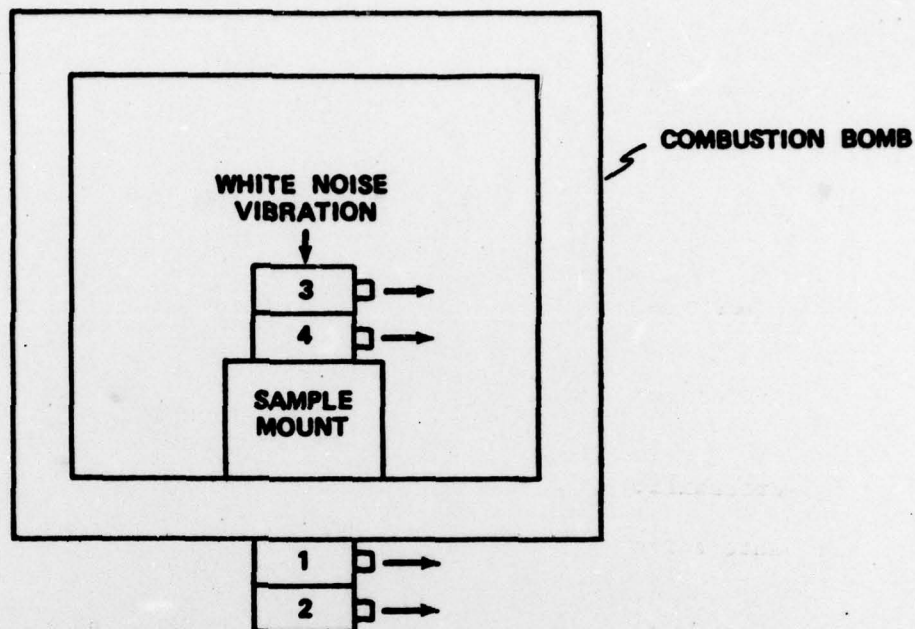 COMBUSTION BOMB
WHITE NOISE
VIBRATION
3
4
SAMPLE
MOUNT
1
2